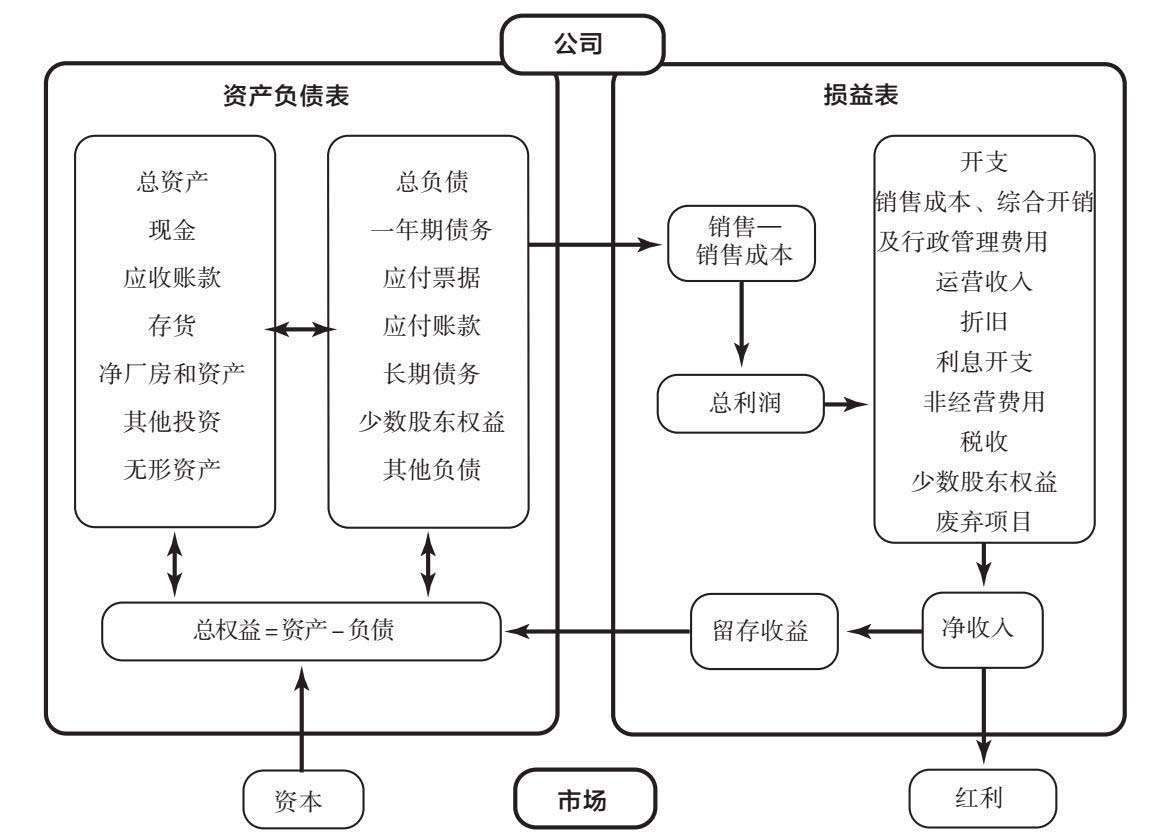 公司
资产负债表
总资产
现金
应收账款
存货
净厂房和资产
其他投资
无形资产
总负债
一年期债务
应付票据
应付账款
长期债务
少数股东权益
其他负债
总权益=资产-负债
资本
损益表
销售—
销售成本
总利润
开支
销售成本、综合开销
及行政管理费用
运营收入
折旧
利息开支
非经营费用
税收
少数股东权益
废弃项目
净收入
留存收益
红利
市场